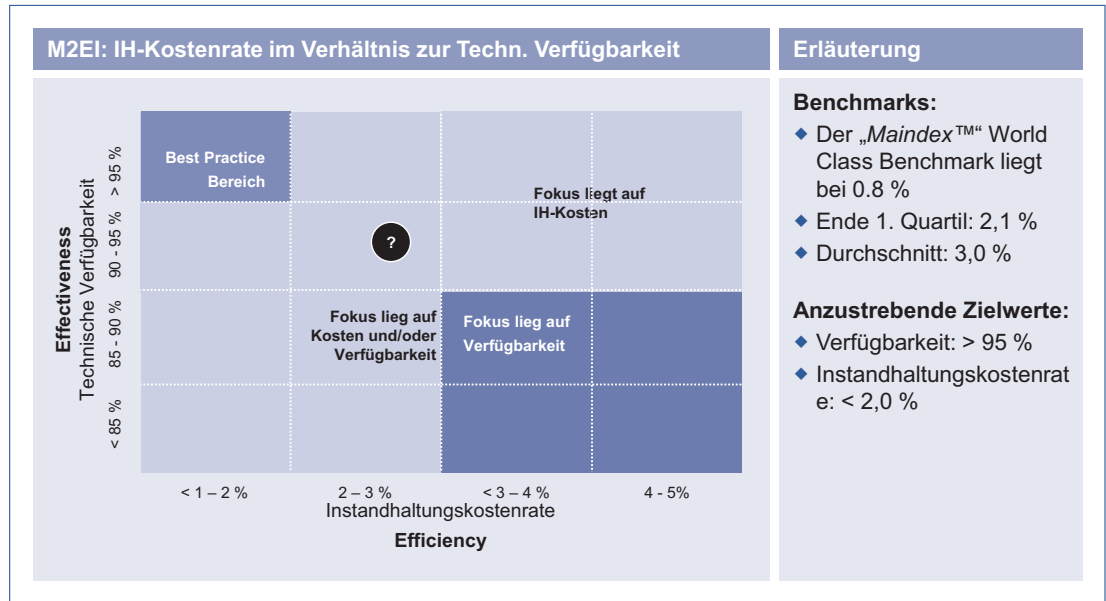 M2EI: IH-Kostenrate im Verhältnis zur Techn. Verfügbarkeit
Effectiveness
Technische Verfügbarkeit
> 95 %
90 - 95 %
85 - 90 %
< 85 %
Best Practice
Bereich
Fokus liegt auf
IH-Kosten
?
Fokus lieg auf
Kosten und/oder
Verfügbarkeit
Fokus lieg auf
Verfügbarkeit
< 1 – 2 %
2 – 3 %
< 3 – 4 %
4 - 5%
Instandhaltungskostenrate
Efficiency
Erläuterung
Benchmarks:
◆ Der „Maindex™“ World
Class Benchmark liegt
bei 0.8 %
◆ Ende 1. Quartil: 2,1 %
◆ Durchschnitt: 3,0 %
Anzustrebende Zielwerte:
◆ Verfügbarkeit: > 95 %
◆ Instandhaltungskostenrat
e: < 2,0 %